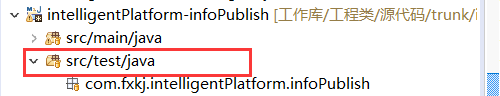 intelligentPlatform-infoPublish [工作库/工程类/源代码/trunk/i
src/main/java
src/test/java
com.fxkj.intelligentPlatform.infoPublish